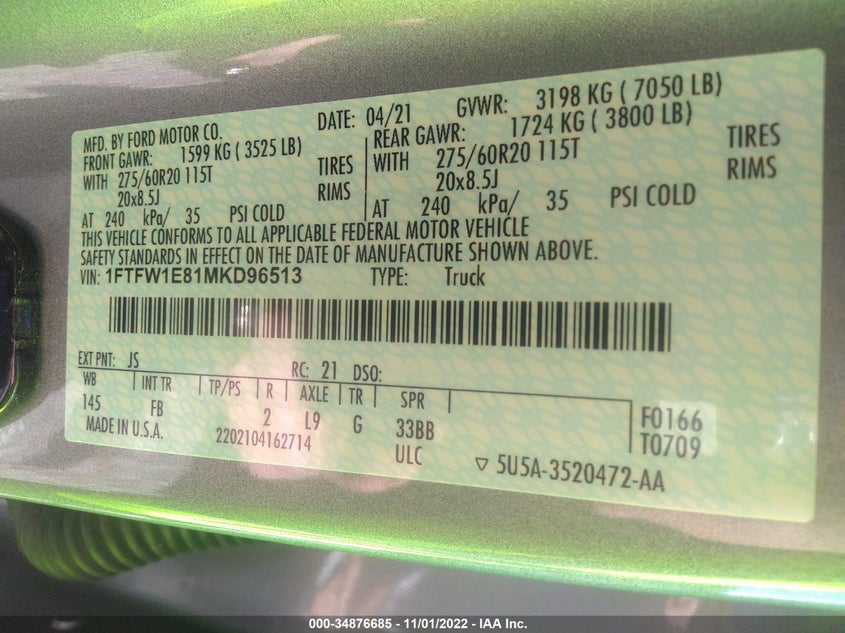 MFD. BY FORD MOTOR CO. DATE: 04/21 GVWR: 3198 KG ( 7050 LB)
FRONT GAWR: 1599 KG ( 3525 LB) REAR GAWR: 1724 KG ( 3800 LB)
WITH 275/60R20 115T TIRES WITH 275/60R20 115T TIRES
20x8.5J RIMS 20x8.5J RIMS
AT 240 kPa/ 35 PSI COLD AT 240 kPa/ 35 PSI COLD
THIS VEHICLE CONFORMS TO ALL APPLICABLE FEDERAL MOTOR VEHICLE
SAFETY STANDARDS IN EFFECT ON THE DATE OF MANUFACTURE SHOWN ABOVE.
VIN: 1FTFW1E81MKD96513 TYPE: Truck
EXT PNT: JS RC: 21 DSO:
WB INT TR TP/PS R AXLE TR SPR
145 FB 2 L9 G 33BB F0166
MADE IN U.S.A. 2202104162714 ULC T0709
▽ 5U5A-3520472-AA
000-34876685 - 11/01/2022 - IAA Inc.